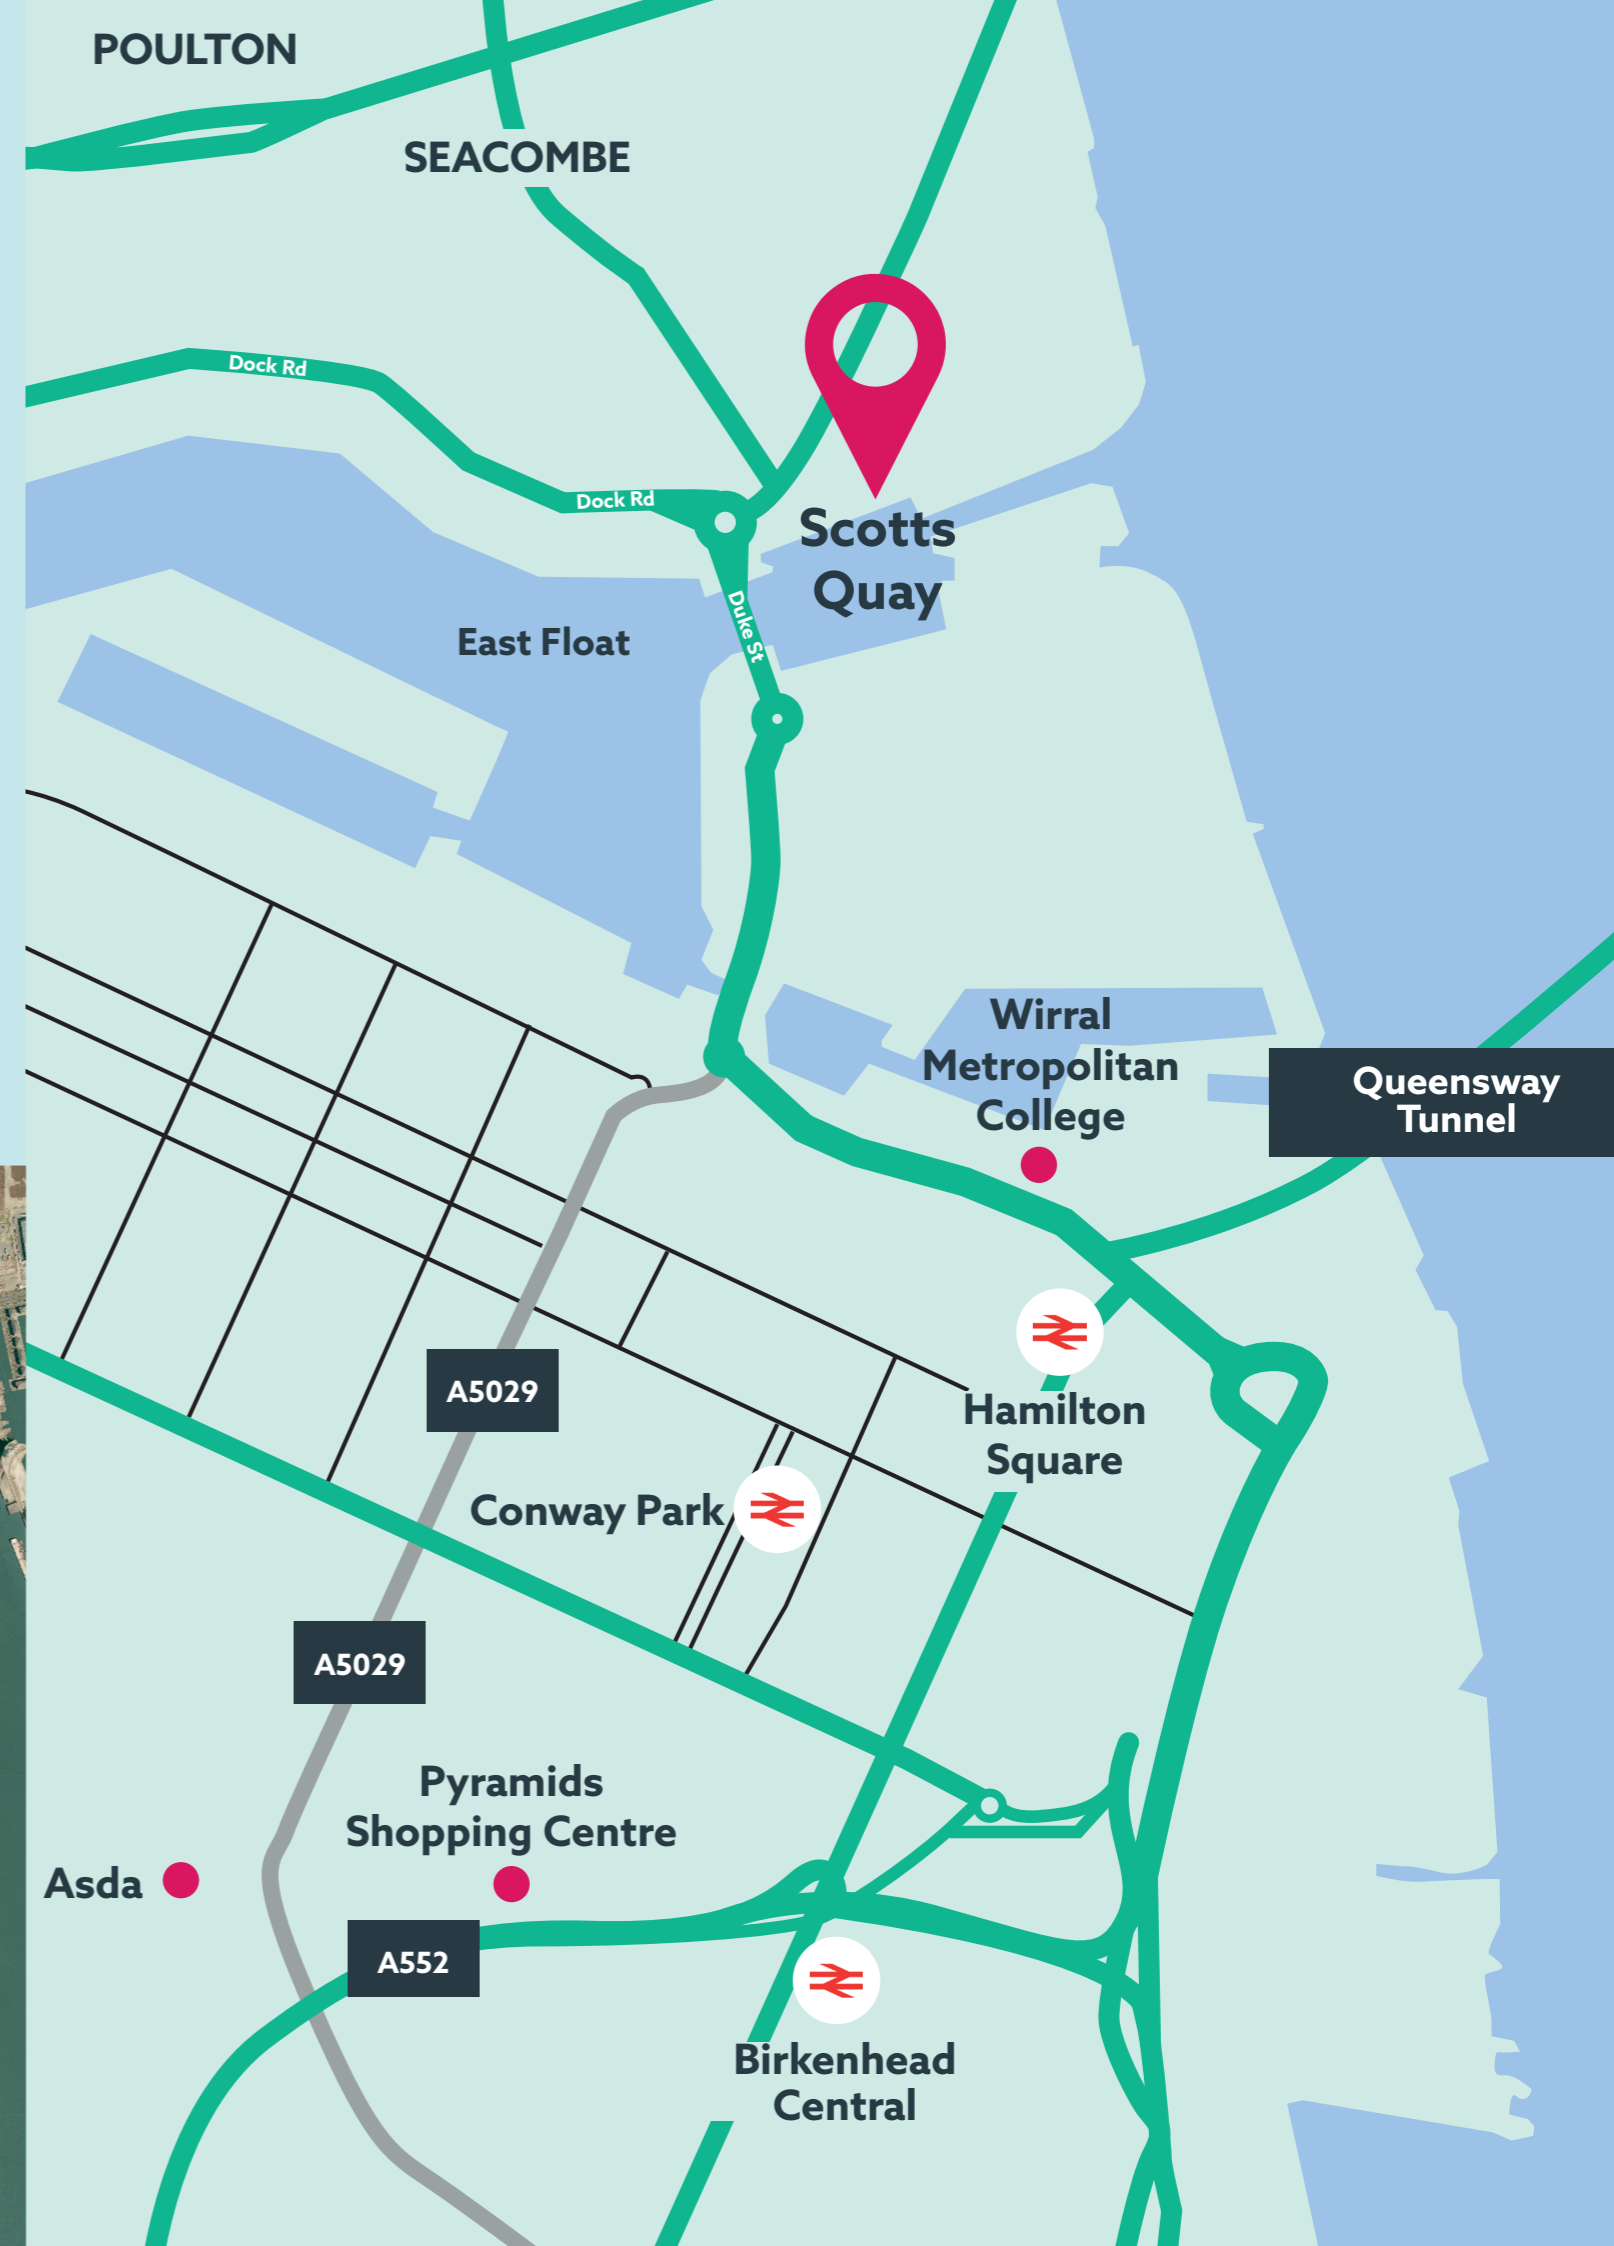 POULTON
SEACOMBE
Dock Rd
Dock Rd
Scotts
Quay
Duke St
East Float
Wirral
Metropolitan
College
Queensway
Tunnel
A5029
Hamilton
Square
Conway Park
A5029
Pyramids
Shopping Centre
Asda
A552
Birkenhead
Central